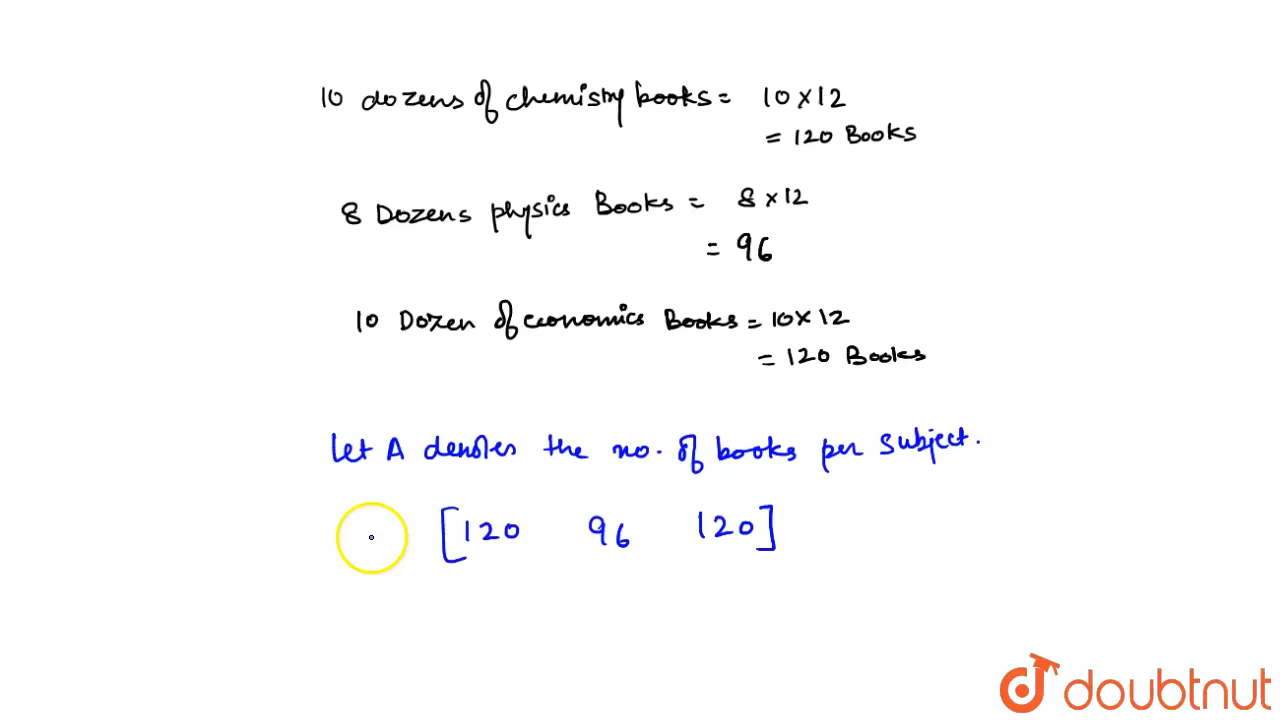 10 dozens of chemistry books = 10 × 12
= 120 Books
8 Dozens physics Books = 8 × 12
= 96
10 Dozen of economics Books = 10 × 12
= 120 Books
Let A denotes the no. of books per subject.
[120 96 120]
doubtnut